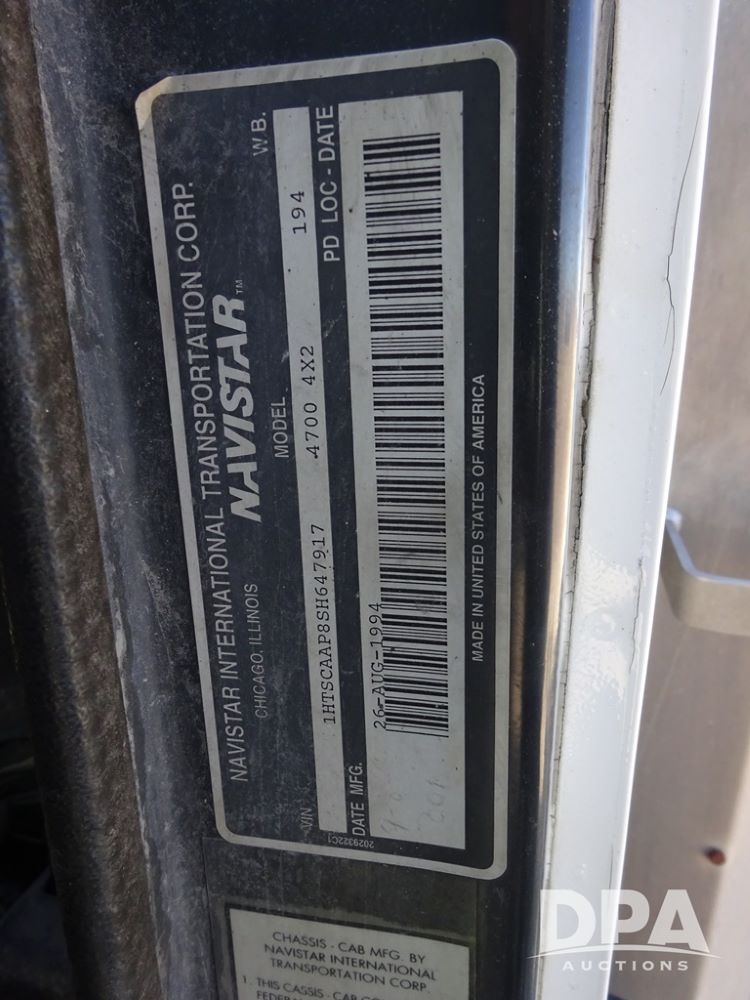 NAVISTAR INTERNATIONAL TRANSPORTATION CORP.
CHICAGO, ILLINOIS
NAVISTAR™
VIN MODEL W.B.
1HTSCAAP8SH647917 4700 4X2 194
DATE MFG. PD LOC - DATE
26-AUG-1994
MADE IN UNITED STATES OF AMERICA
2029322C1
CHASSIS - CAB MFG. BY
NAVISTAR INTERNATIONAL
TRANSPORTATION CORP.
1. THIS CASSIS - CAB
DPA
AUCTIONS